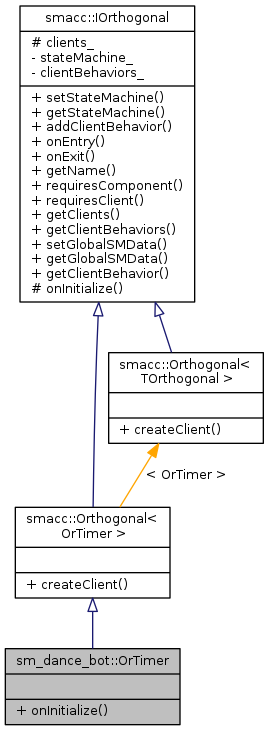 smacc::IOrthogonal
# clients_
- stateMachine_
- clientBehaviors_
+ setStateMachine()
+ getStateMachine()
+ addClientBehavior()
+ onEntry()
+ onExit()
+ getName()
+ requiresComponent()
+ requiresClient()
+ getClients()
+ getClientBehaviors()
+ setGlobalSMData()
+ getGlobalSMData()
+ getClientBehavior()
# onInitialize()
smacc::Orthogonal<
TOrthogonal >
+ createClient()
< OrTimer >
smacc::Orthogonal<
OrTimer >
+ createClient()
sm_dance_bot::OrTimer
+ onInitialize()